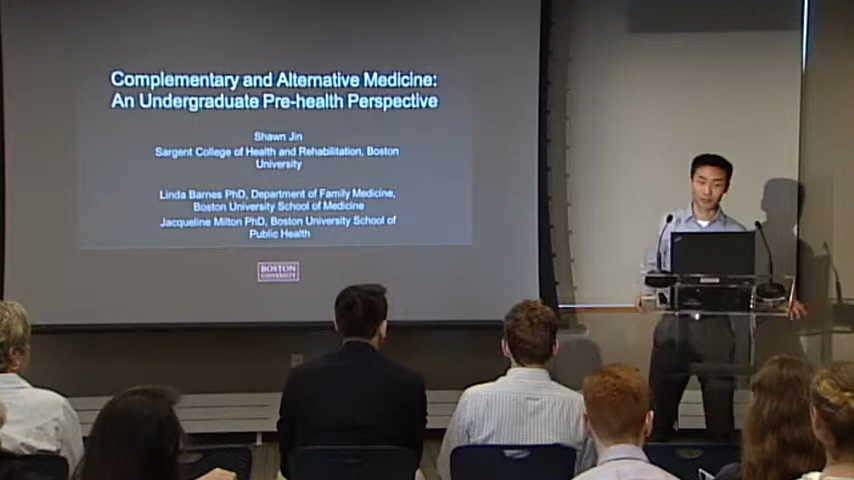 Complementary and Alternative Medicine:
An Undergraduate Pre-health Perspective
Shawn Jin
Sargent College of Health and Rehabilitation, Boston
University
Linda Barnes PhD, Department of Family Medicine,
Boston University School of Medicine
Jacqueline Milton PhD, Boston University School of
Public Health
BOSTON
UNIVERSITY